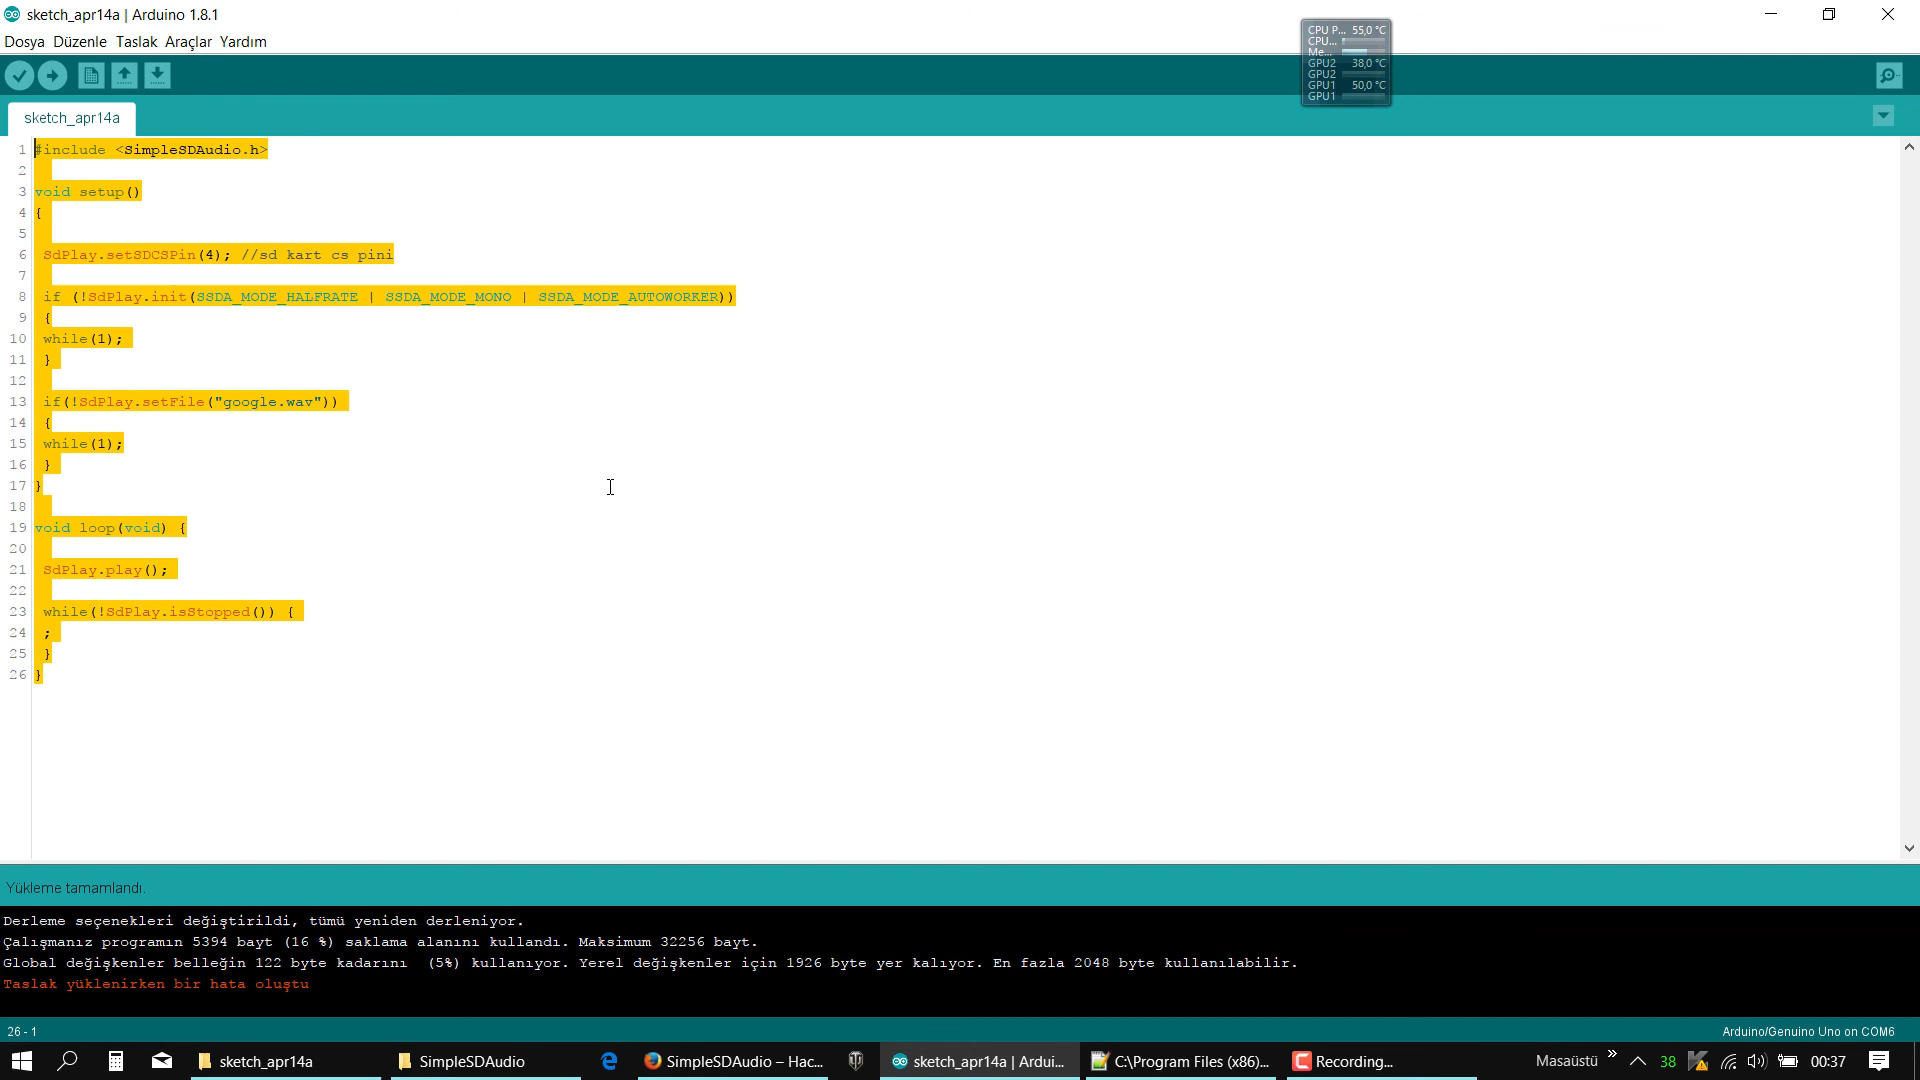 sketch_apr14a | Arduino 1.8.1
Dosya Düzenle Taslak Araçlar Yardım
CPU P... 55,0 °C
CPU...
Me...
GPU2 38,0 °C
GPU2
GPU1 50,0 °C
GPU1
sketch_apr14a
1 #include <SimpleSDAudio.h>
2
3 void setup()
4 {
5
6 SdPlay.setSDCSPin(4); //sd kart cs pini
7
8 if (!SdPlay.init(SSDA_MODE_HALFRATE | SSDA_MODE_MONO | SSDA_MODE_AUTOWORKER))
9 {
10 while(1);
11 }
12
13 if(!SdPlay.setFile("google.wav"))
14 {
15 while(1);
16 }
17 }
18
19 void loop(void) {
20
21 SdPlay.play();
22
23 while(!SdPlay.isStopped()) {
24 ;
25 }
26 }
Yükleme tamamlandı.
Derleme seçenekleri değiştirildi, tümü yeniden derleniyor.
Çalışmanız programın 5394 bayt (16 %) saklama alanını kullandı. Maksimum 32256 bayt.
Global değişkenler belleğin 122 byte kadarını (5%) kullanıyor. Yerel değişkenler için 1926 byte yer kalıyor. En fazla 2048 byte kullanılabilir.
Taslak yüklenirken bir hata oluştu
26 - 1 Arduino/Genuino Uno on COM6
sketch_apr14a SimpleSDAudio SimpleSDAudio – Hac... sketch_apr14a | Ardui... C:\Program Files (x86)... Recording... Masaüstü » 38 00:37